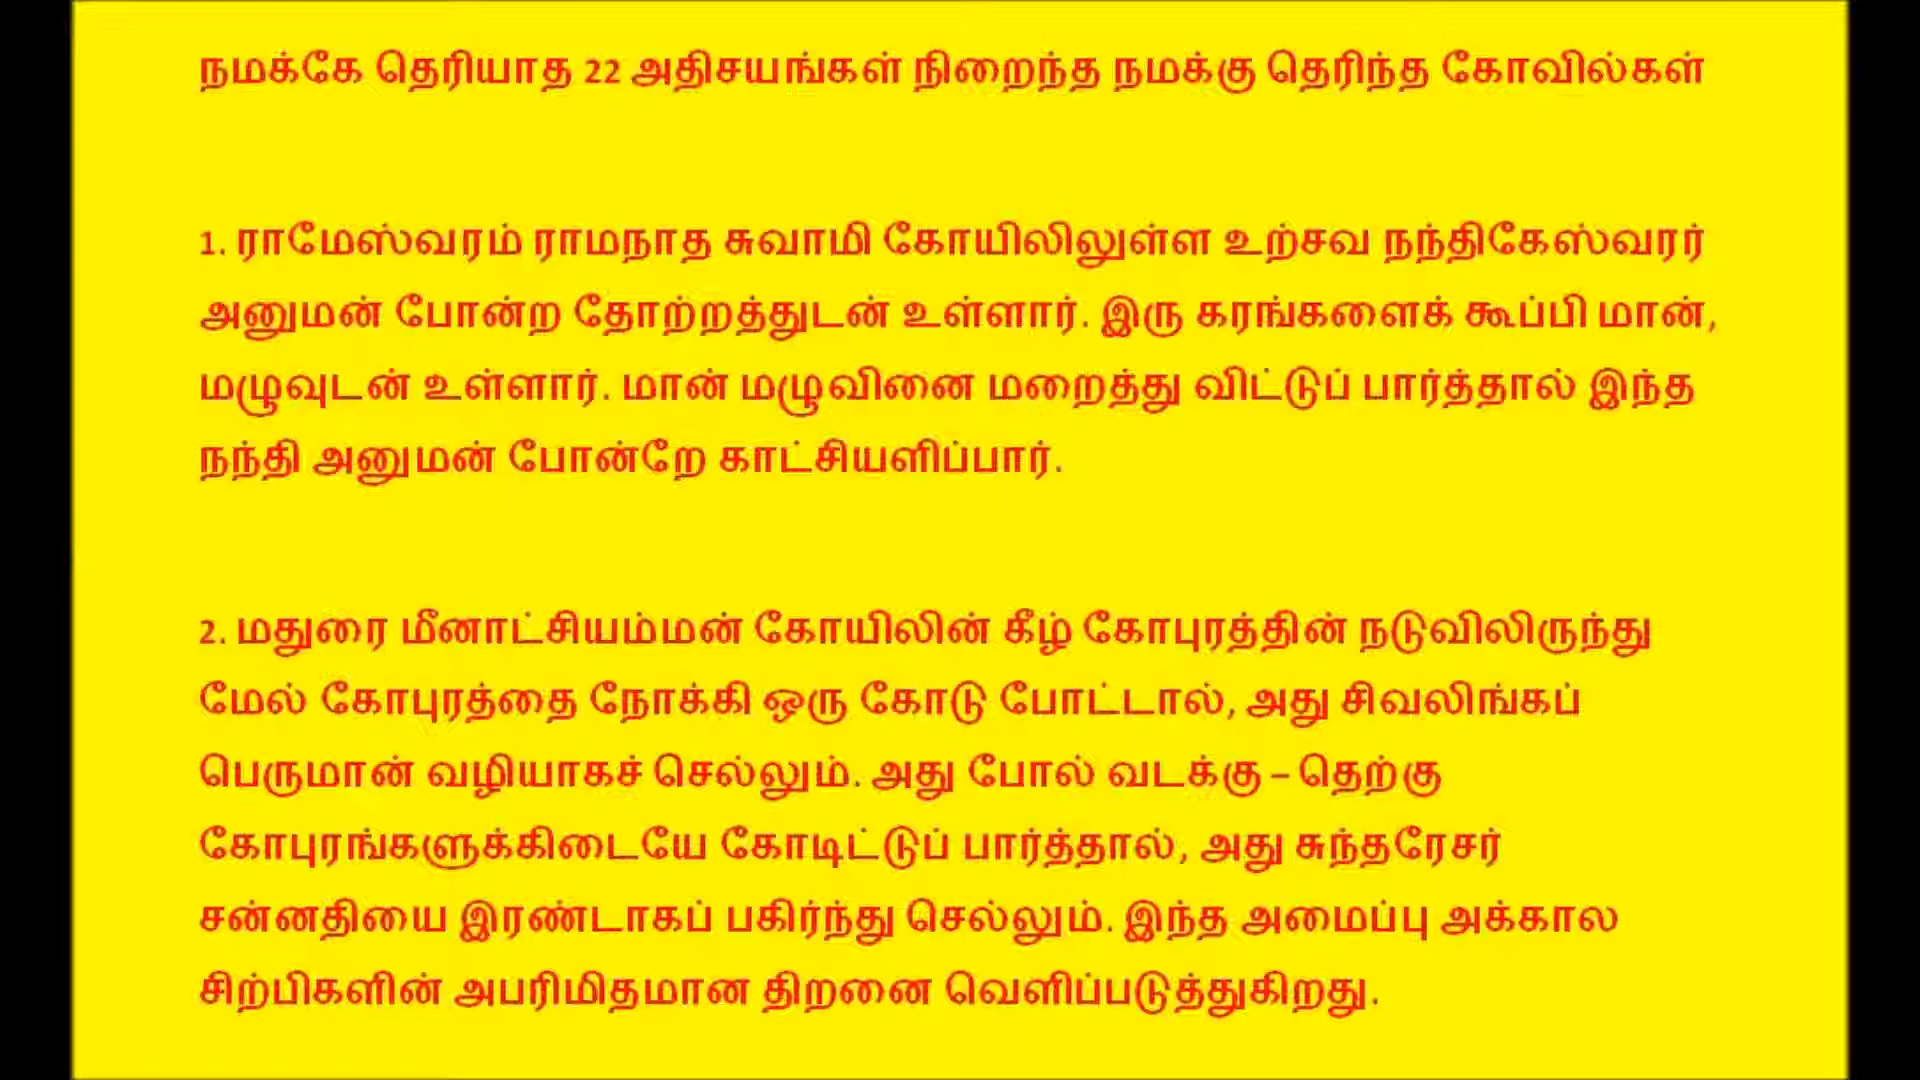 நமக்கே தெரியாத 22 அதிசயங்கள் நிறைந்த நமக்கு தெரிந்த கோவில்கள்
1. ராமேஸ்வரம் ராமநாத சுவாமி கோயிலிலுள்ள உற்சவ நந்திகேஸ்வரர்
அனுமன் போன்ற தோற்றத்துடன் உள்ளார். இரு கரங்களைக் கூப்பி மான்,
மழுவுடன் உள்ளார். மான் மழுவினை மறைத்து விட்டுப் பார்த்தால் இந்த
நந்தி அனுமன் போன்றே காட்சியளிப்பார்.
2. மதுரை மீனாட்சியம்மன் கோயிலின் கீழ் கோபுரத்தின் நடுவிலிருந்து
மேல் கோபுரத்தை நோக்கி ஒரு கோடு போட்டால், அது சிவலிங்கப்
பெருமான் வழியாகச் செல்லும். அது போல் வடக்கு – தெற்கு
கோபுரங்களுக்கிடையே கோடிட்டுப் பார்த்தால், அது சுந்தரேசர்
சன்னதியை இரண்டாகப் பகிர்ந்து செல்லும். இந்த அமைப்பு அக்கால
சிற்பிகளின் அபரிமிதமான திறனை வெளிப்படுத்துகிறது.